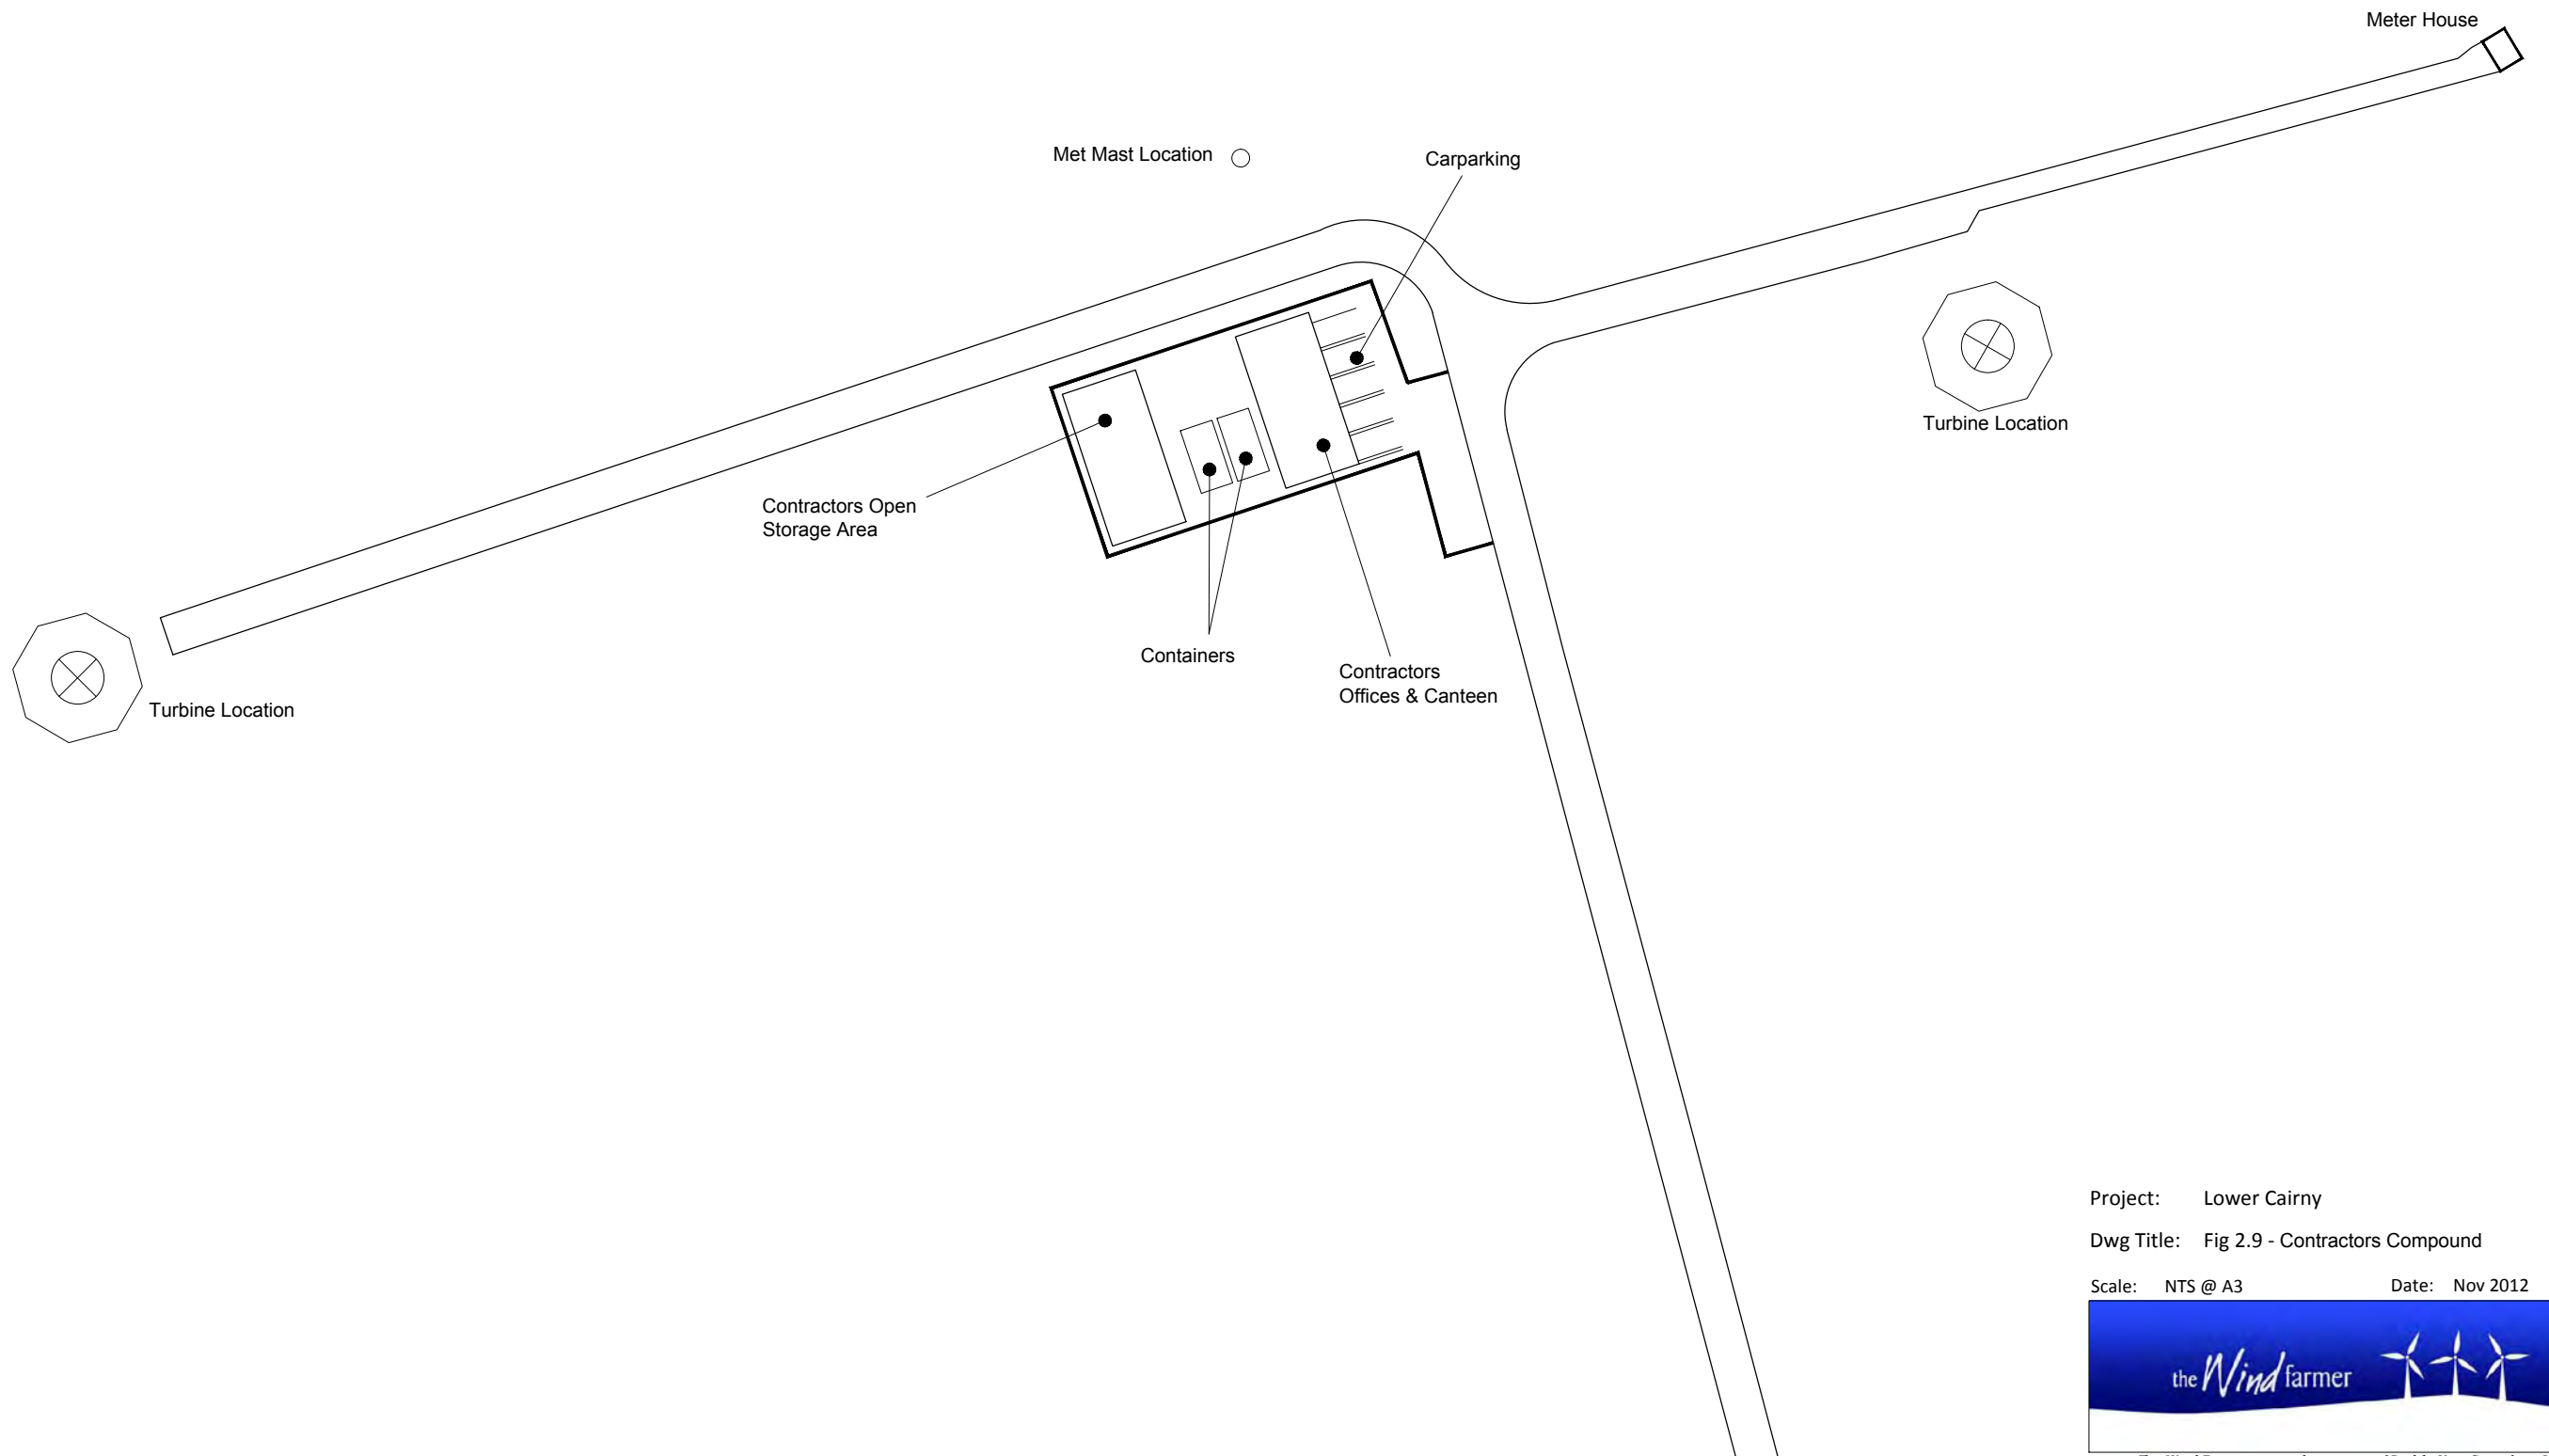 Meter House
Met Mast Location
Carparking
Turbine Location
Contractors Open
Storage Area
Containers
Contractors
Offices & Canteen
Turbine Location
Project: Lower Cairny
Dwg Title: Fig 2.9 - Contractors Compound
Scale: NTS @ A3 Date: Nov 2012
the Wind farmer